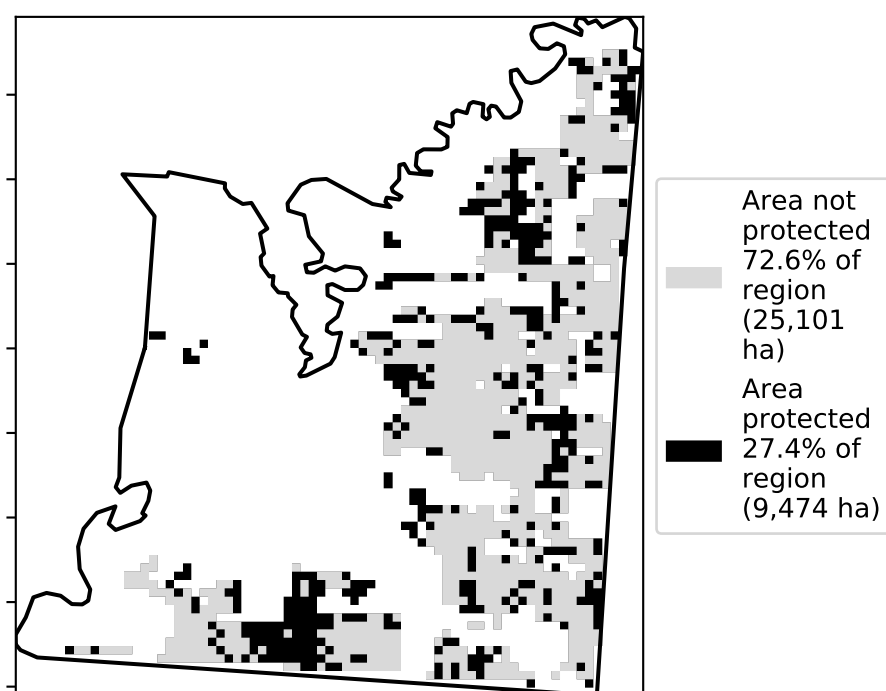 Area not
protected
72.6% of
region
(25,101
ha)
Area
protected
27.4% of
region
(9,474 ha)